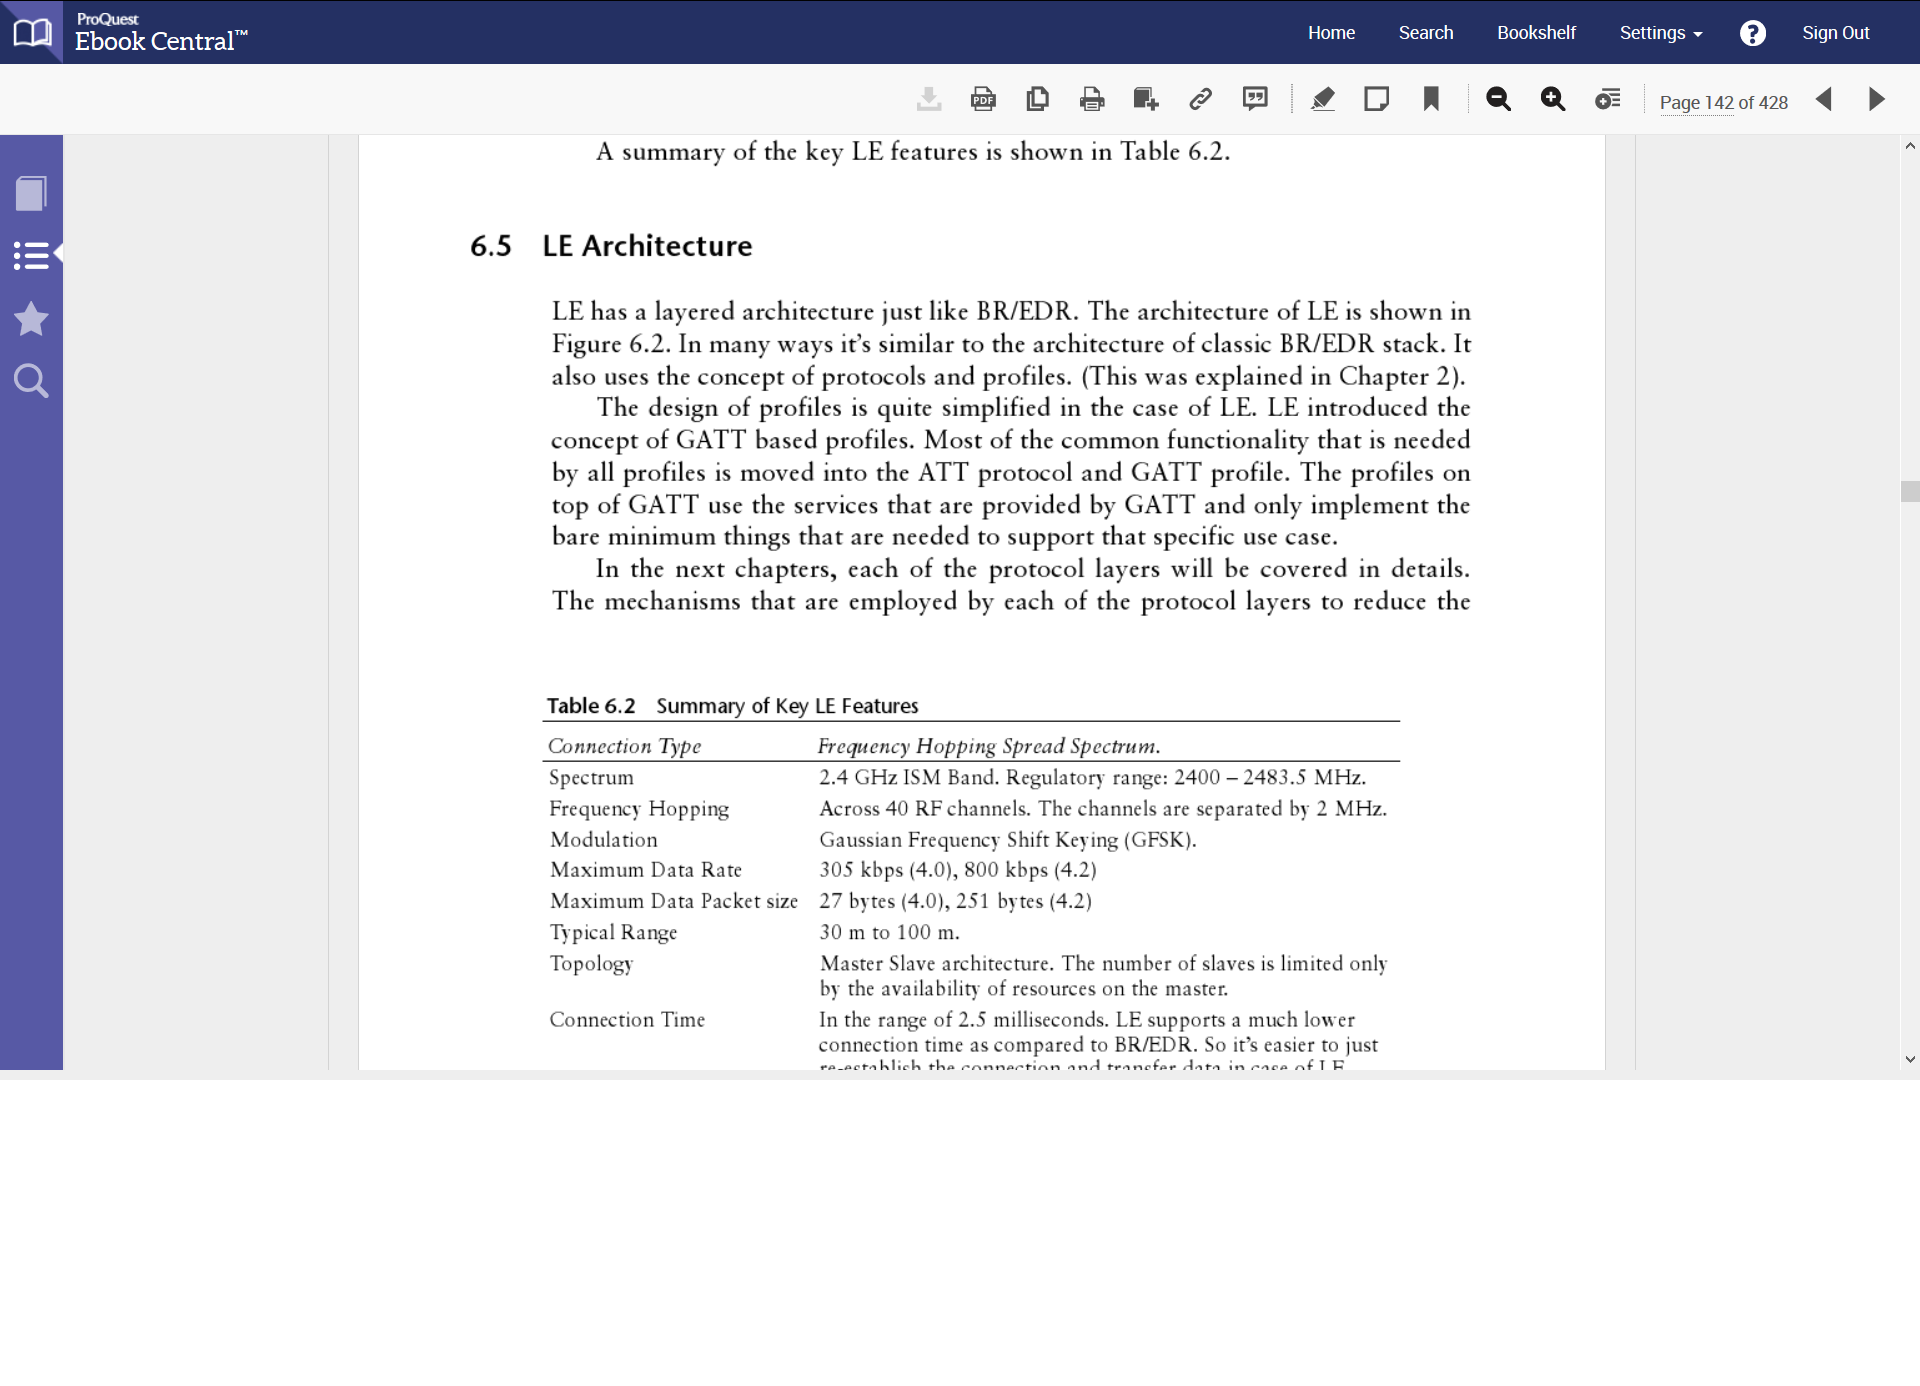 ProQuest
Ebook Central™
Home Search Bookshelf Settings ? Sign Out
PDF
Page 142 of 428
A summary of the key LE features is shown in Table 6.2.
6.5 LE Architecture
LE has a layered architecture just like BR/EDR. The architecture of LE is shown in
Figure 6.2. In many ways it’s similar to the architecture of classic BR/EDR stack. It
also uses the concept of protocols and profiles. (This was explained in Chapter 2).
The design of profiles is quite simplified in the case of LE. LE introduced the
concept of GATT based profiles. Most of the common functionality that is needed
by all profiles is moved into the ATT protocol and GATT profile. The profiles on
top of GATT use the services that are provided by GATT and only implement the
bare minimum things that are needed to support that specific use case.
In the next chapters, each of the protocol layers will be covered in details.
The mechanisms that are employed by each of the protocol layers to reduce the
Table 6.2 Summary of Key LE Features
Connection Type Frequency Hopping Spread Spectrum.
Spectrum 2.4 GHz ISM Band. Regulatory range: 2400 – 2483.5 MHz.
Frequency Hopping Across 40 RF channels. The channels are separated by 2 MHz.
Modulation Gaussian Frequency Shift Keying (GFSK).
Maximum Data Rate 305 kbps (4.0), 800 kbps (4.2)
Maximum Data Packet size 27 bytes (4.0), 251 bytes (4.2)
Typical Range 30 m to 100 m.
Topology Master Slave architecture. The number of slaves is limited only
by the availability of resources on the master.
Connection Time In the range of 2.5 milliseconds. LE supports a much lower
connection time as compared to BR/EDR. So it’s easier to just
re-establish the connection and transfer data in case of LE